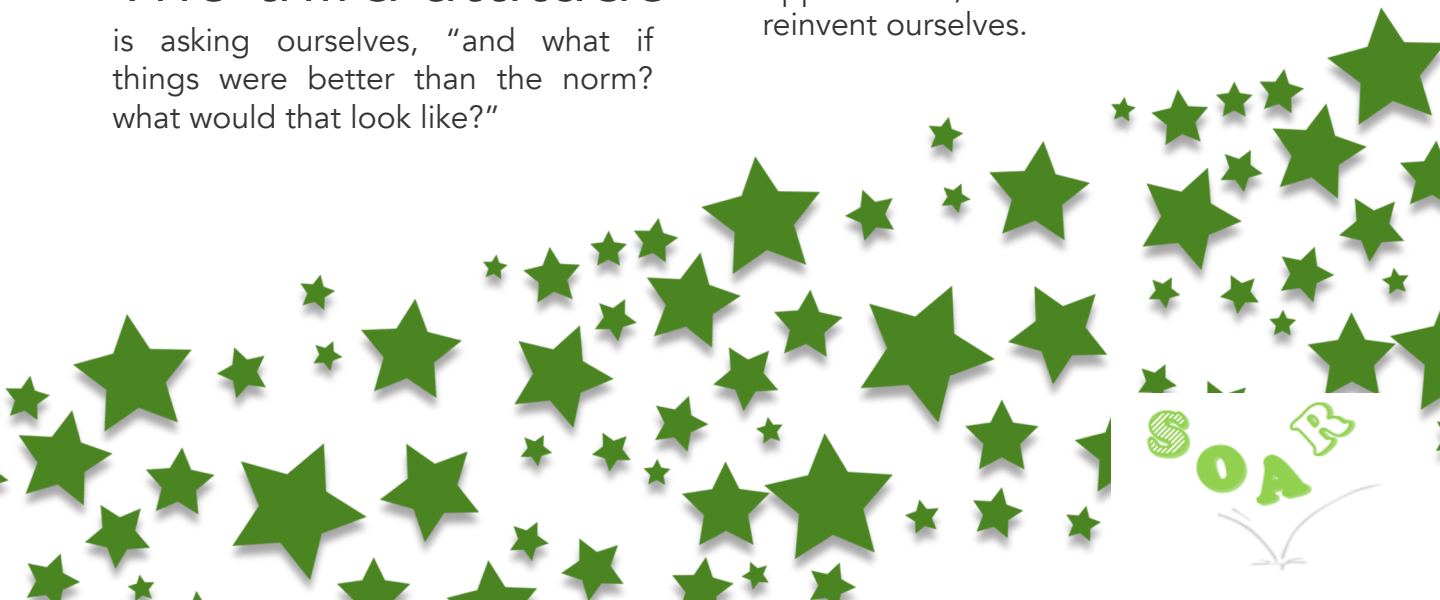 is asking ourselves, “and what if
things were better than the norm?
what would that look like?”
reinvent ourselves.
SOAR